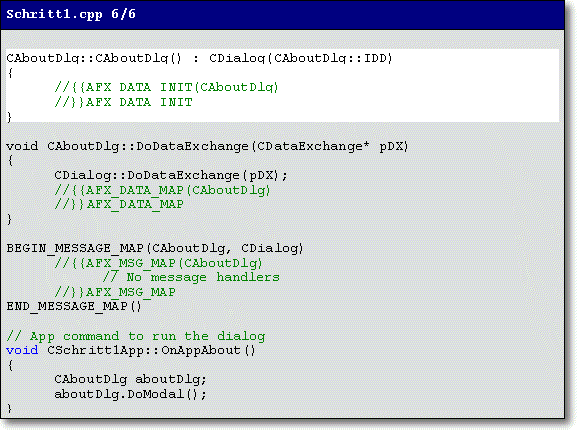 Schritt1.cpp 6/6
CAboutDlg::CAboutDlg() : CDialog(CAboutDlg::IDD)
{
//{{AFX DATA INIT(CAboutDlg)
//}}AFX DATA INIT
}
void CAboutDlg::DoDataExchange(CDataExchange* pDX)
{
CDialog::DoDataExchange(pDX);
//{{AFX_DATA_MAP(CAboutDlg)
//}}AFX_DATA_MAP
}
BEGIN_MESSAGE_MAP(CAboutDlg, CDialog)
//{{AFX_MSG_MAP(CAboutDlg)
// No message handlers
//}}AFX_MSG_MAP
END_MESSAGE_MAP()
// App command to run the dialog
void CSchritt1App::OnAppAbout()
{
CAboutDlg aboutDlg;
aboutDlg.DoModal();
}